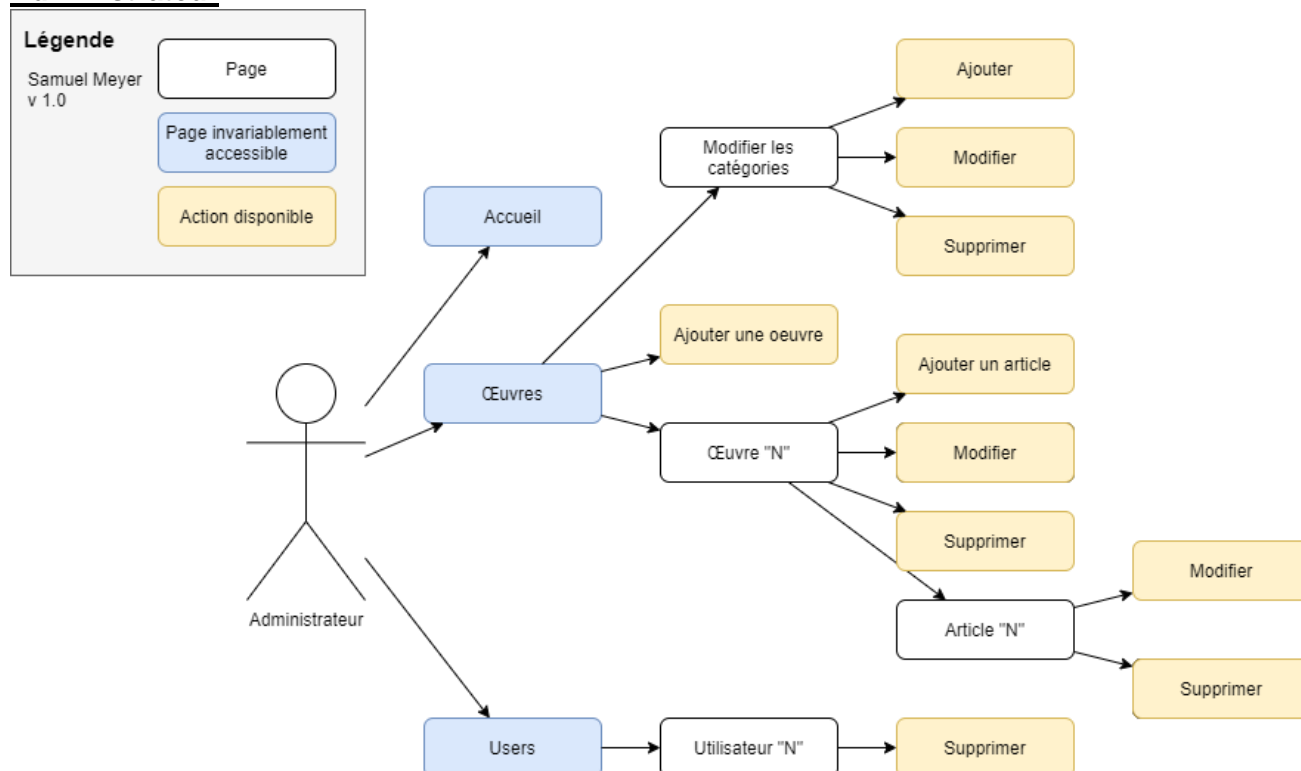 Légende
Samuel Meyer
v 1.0
Page
Page invariablement
accessible
Action disponible
Ajouter
Modifier les
catégories
Modifier
Supprimer
Accueil
Ajouter une oeuvre
Œuvres
Ajouter un article
Œuvre "N"
Modifier
Supprimer
Modifier
Administrateur
Article "N"
Supprimer
Users
Utilisateur "N"
Supprimer